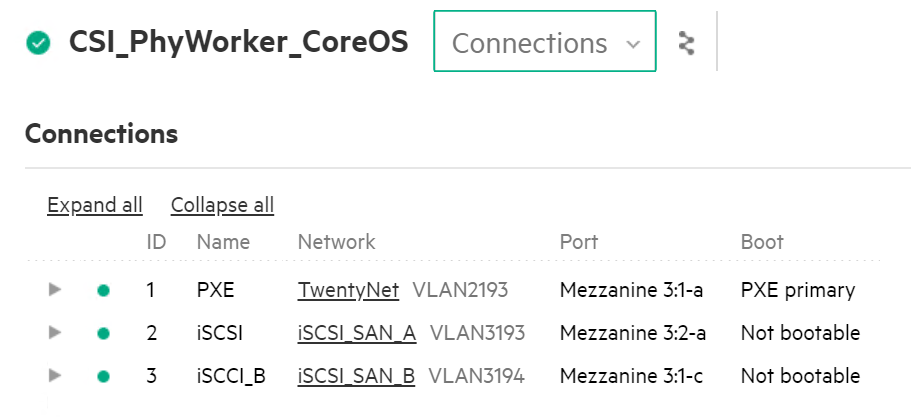 CSI_PhyWorker_CoreOS Connections
Connections
Expand all Collapse all
ID Name Network Port Boot
1 PXE TwentyNet VLAN2193 Mezzanine 3:1-a PXE primary
2 iSCSI iSCSI_SAN_A VLAN3193 Mezzanine 3:2-a Not bootable
3 iSCCI_B iSCSI_SAN_B VLAN3194 Mezzanine 3:1-c Not bootable